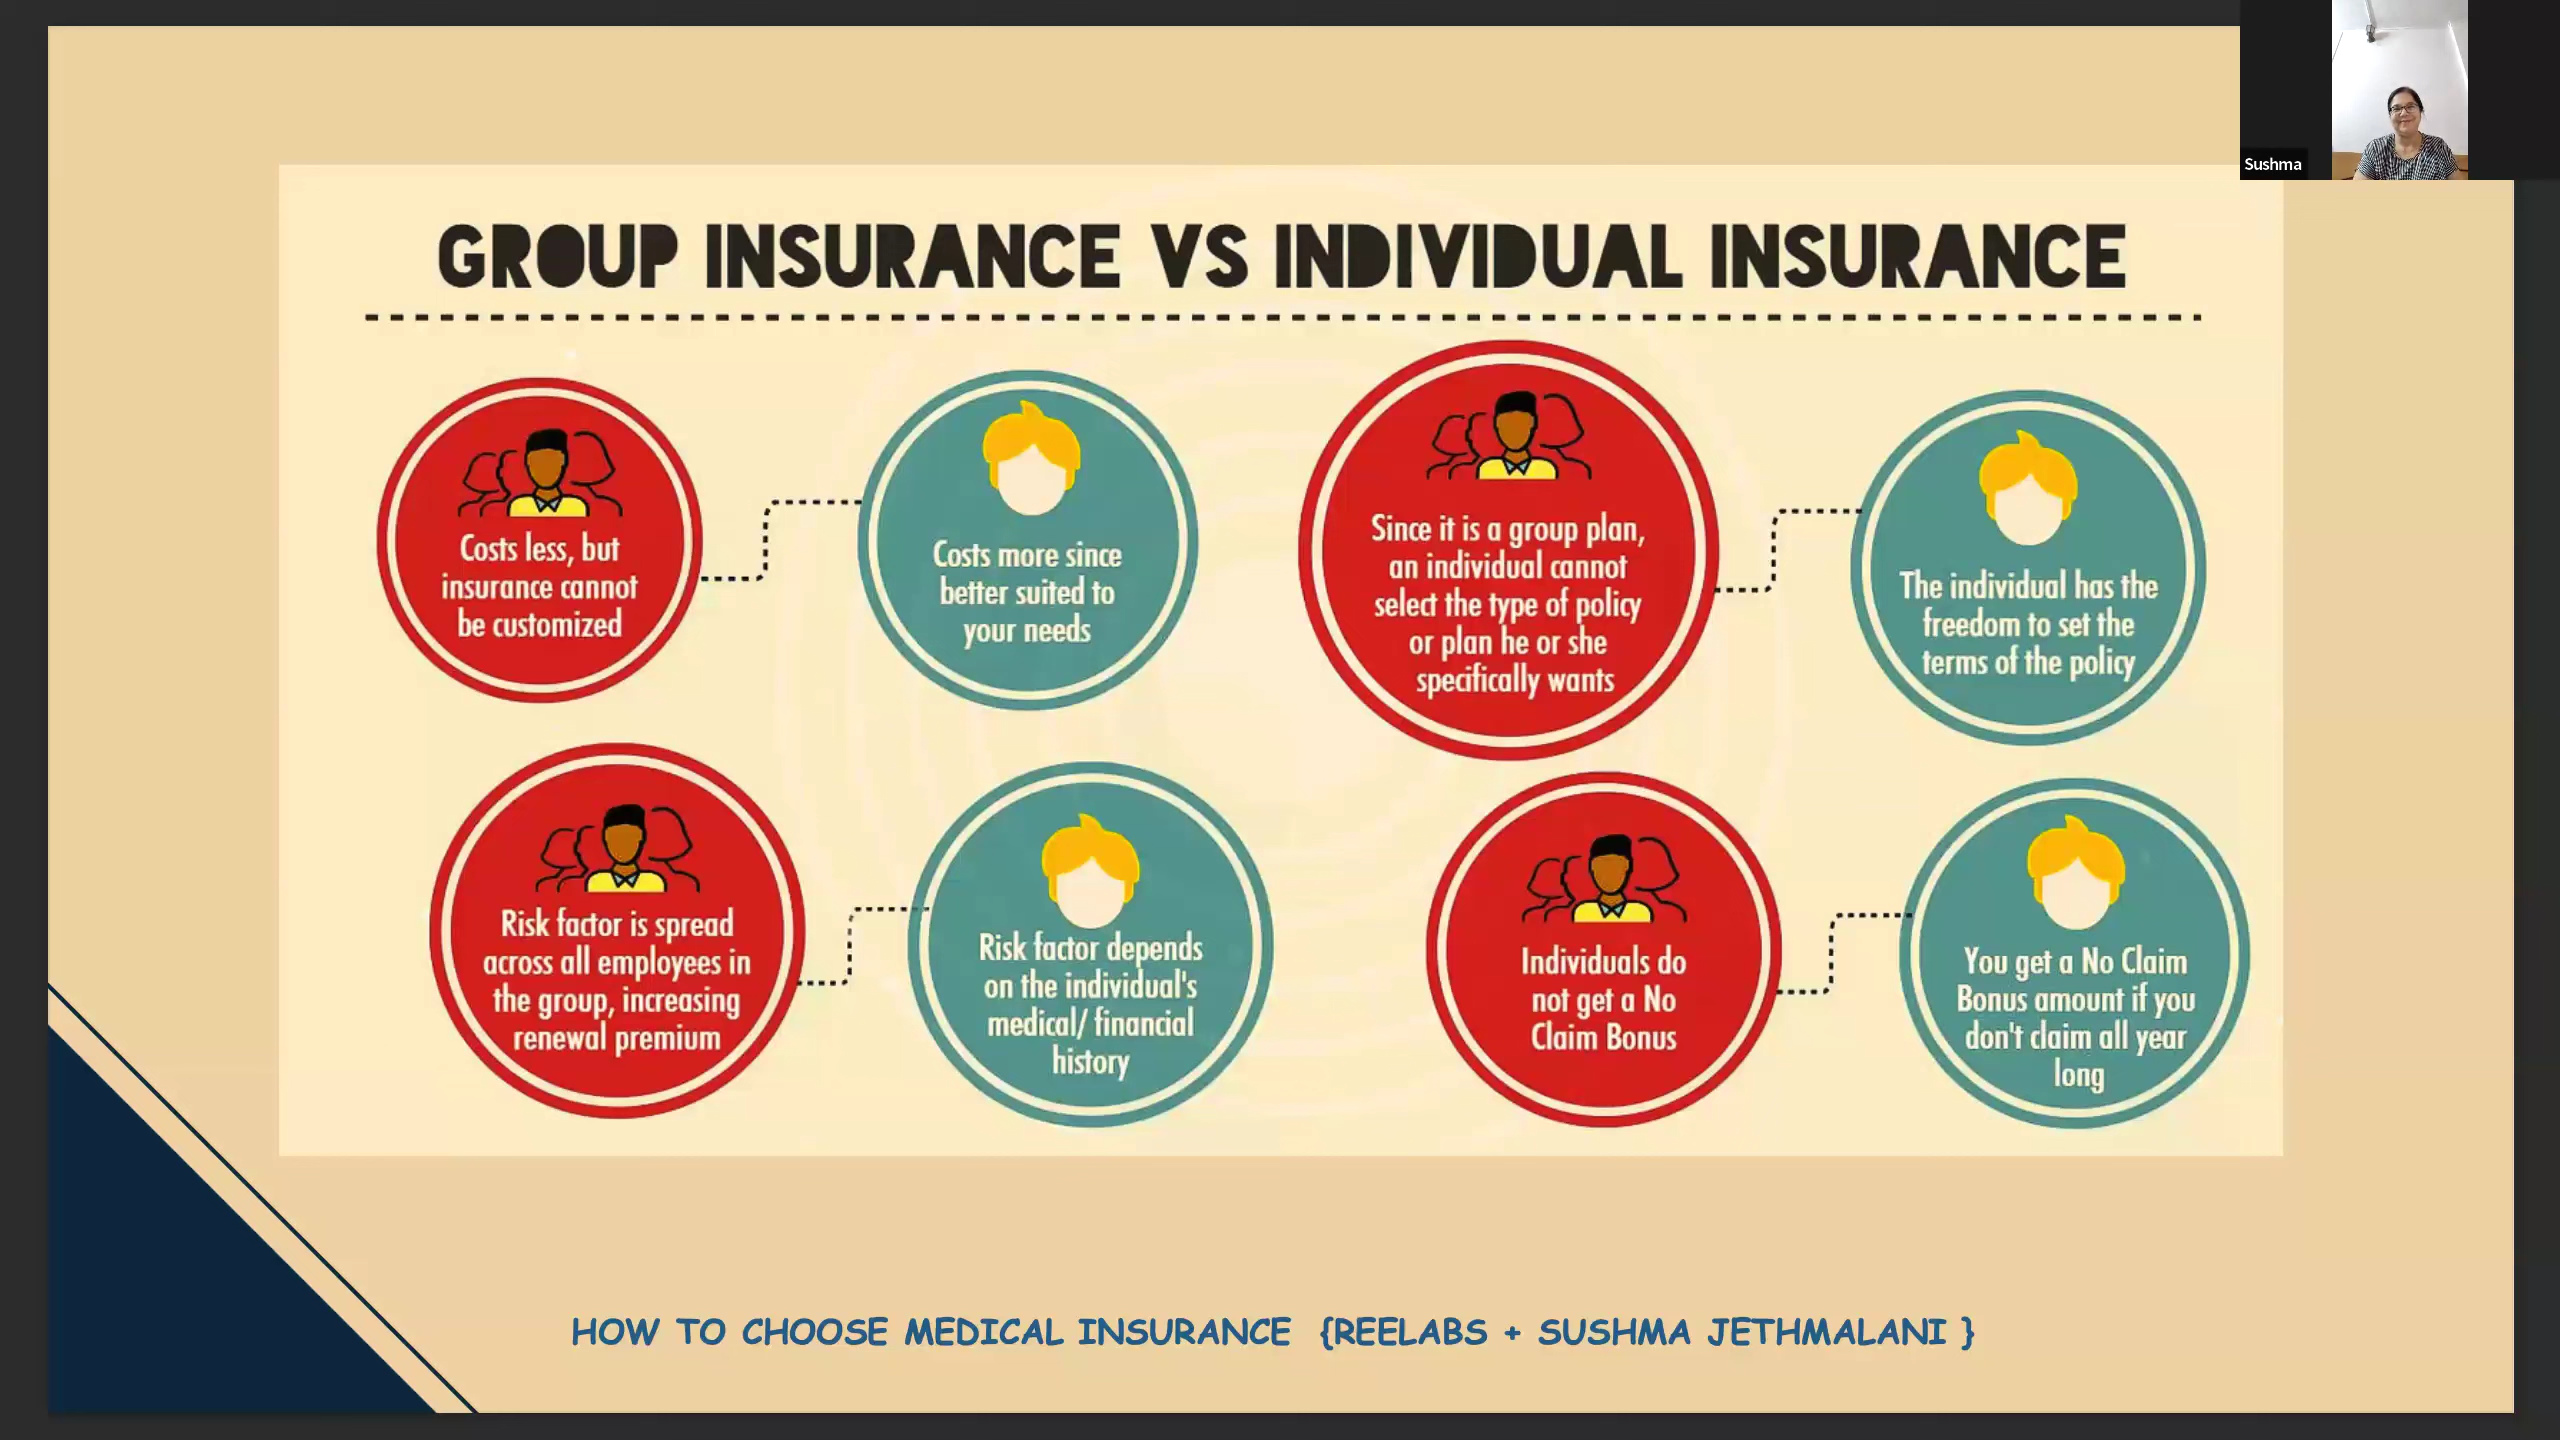 Sushma
GROUP INSURANCE VS INDIVIDUAL INSURANCE
Costs less, but
insurance cannot
be customized
Costs more since
better suited to
your needs
Since it is a group plan,
an individual cannot
select the type of policy
or plan he or she
specifically wants
The individual has the
freedom to set the
terms of the policy
Risk factor is spread
across all employees in
the group, increasing
renewal premium
Risk factor depends
on the individual's
medical/ financial
history
Individuals do
not get a No
Claim Bonus
You get a No Claim
Bonus amount if you
don't claim all year
long
HOW TO CHOOSE MEDICAL INSURANCE {REELABS + SUSHMA JETHMALANI }